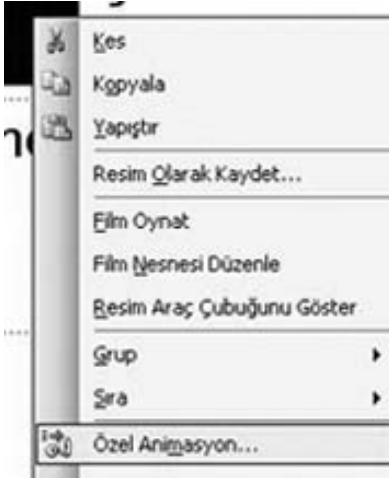 Kes
Kopyala
Yapıştır
Resim Olarak Kaydet...
Film Oynat
Film Nesnesi Düzenle
Resim Araç Çubuğunu Göster
Grup
Sıra
Özel Animasyon...